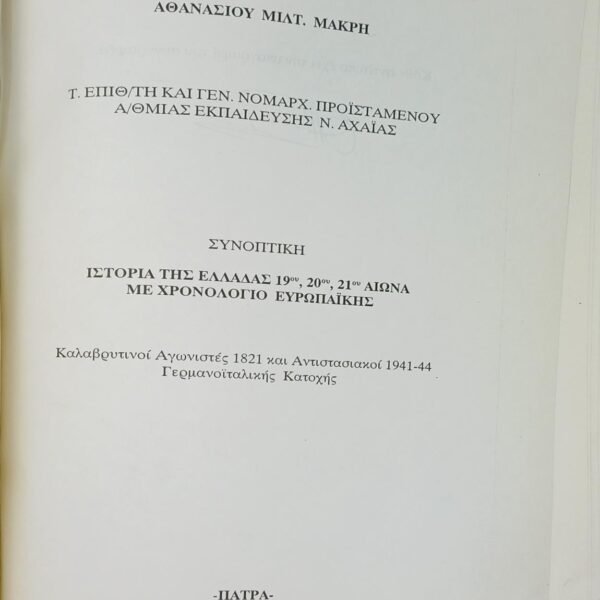 ΑΘΑΝΑΣΙΟΥ ΜΙΛΤ. ΜΑΚΡΗ
Τ. ΕΠΙΘ/ΤΗ ΚΑΙ ΓΕΝ. ΝΟΜΑΡΧ. ΠΡΟΪΣΤΑΜΕΝΟΥ
Α/ΘΜΙΑΣ ΕΚΠΑΙΔΕΥΣΗΣ Ν. ΑΧΑΪΑΣ
ΣΥΝΟΠΤΙΚΗ
ΙΣΤΟΡΙΑ ΤΗΣ ΕΛΛΑΔΑΣ 19ου, 20ου, 21ου ΑΙΩΝΑ
ΜΕ ΧΡΟΝΟΛΟΓΙΟ ΕΥΡΩΠΑΪΚΗΣ
Καλαβρυτινοί Αγωνιστές 1821 και Αντιστασιακοί 1941-44
Γερμανοϊταλικής Κατοχής
-ΠΑΤΡΑ-